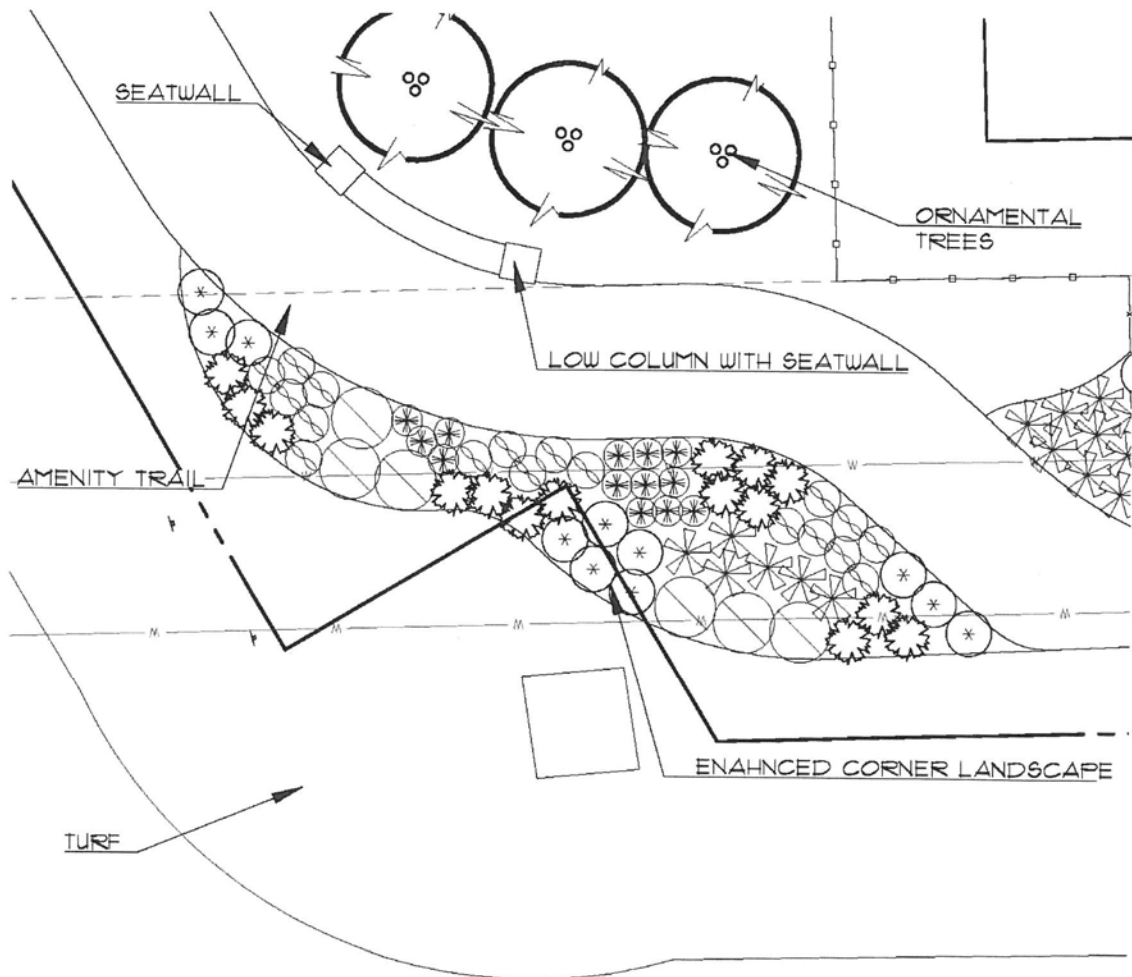 SEATWALL
ORNAMENTAL
TREES
LOW COLUMN WITH SEATWALL
AMENITY TRAIL
W
W
W
W
W
W
W
ENAHNCED CORNER LANDSCAPE
TURF